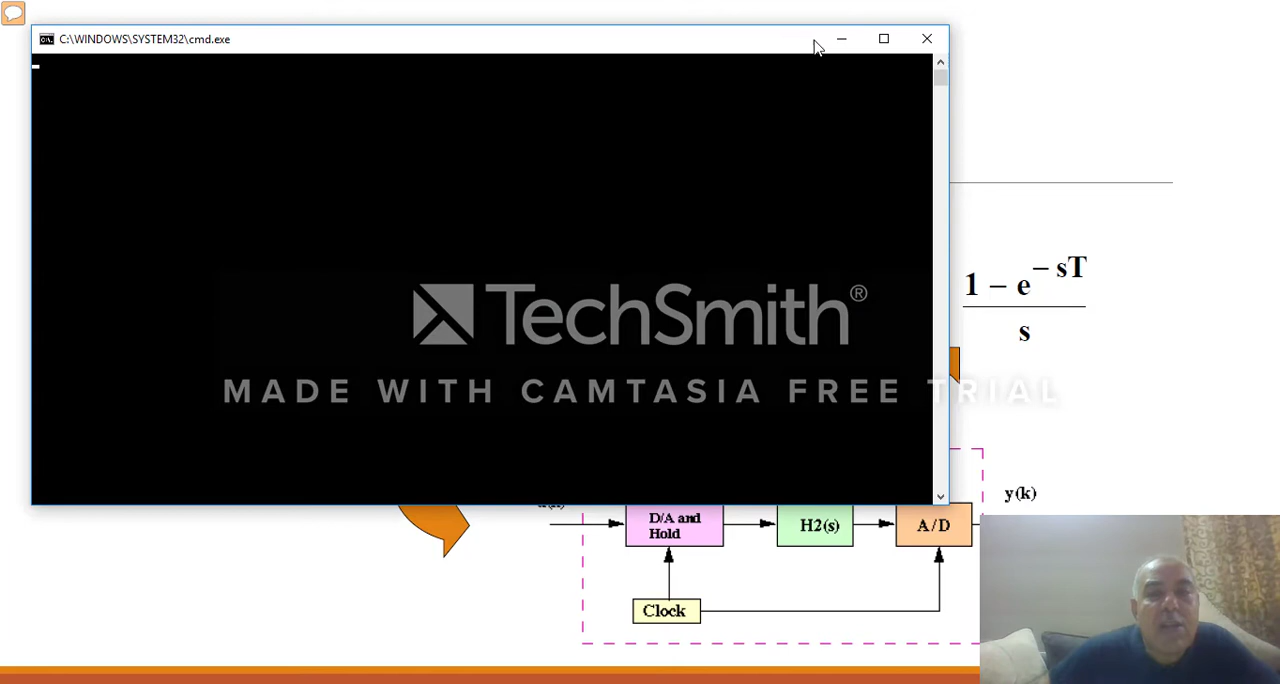 C:\WINDOWS\SYSTEM32\cmd.exe
1 – e – sT
s
TechSmith®
MADE WITH CAMTASIA FREE TRIAL
y(k)
D/A and
Hold
H2(s)
A/D
Clock